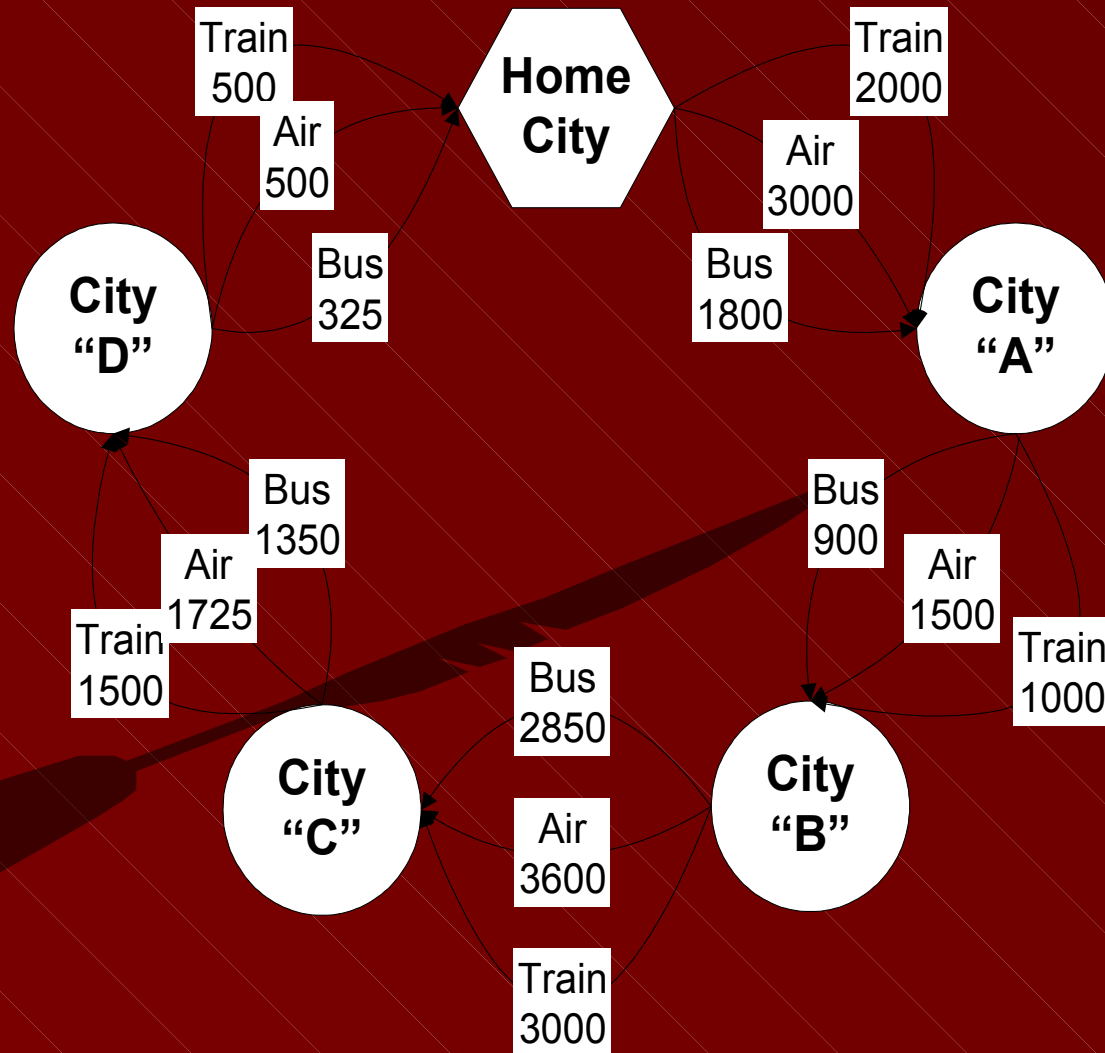 Train
500
Air
500
Bus
325
Home
City
Train
2000
Air
3000
Bus
1800
City
“D”
City
“A”
Bus
1350
Air
1725
Train
1500
Bus
900
Air
1500
Train
1000
Bus
2850
Air
3600
Train
3000
City
“C”
City
“B”